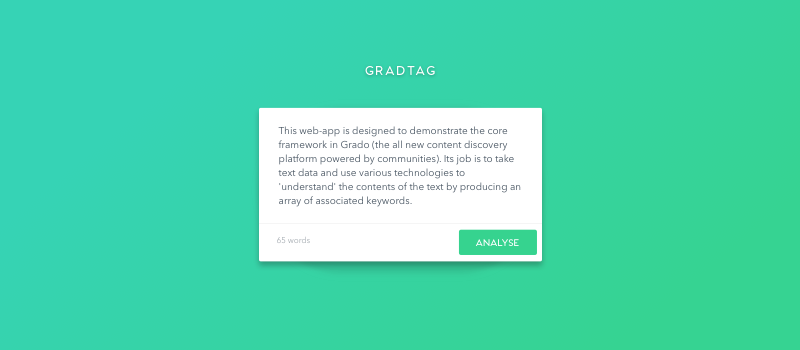 GRADTAG
This web-app is designed to demonstrate the core
framework in Grado (the all new content discovery
platform powered by communities). Its job is to take
text data and use various technologies to
'understand' the contents of the text by producing an
array of associated keywords.
65 words
ANALYSE